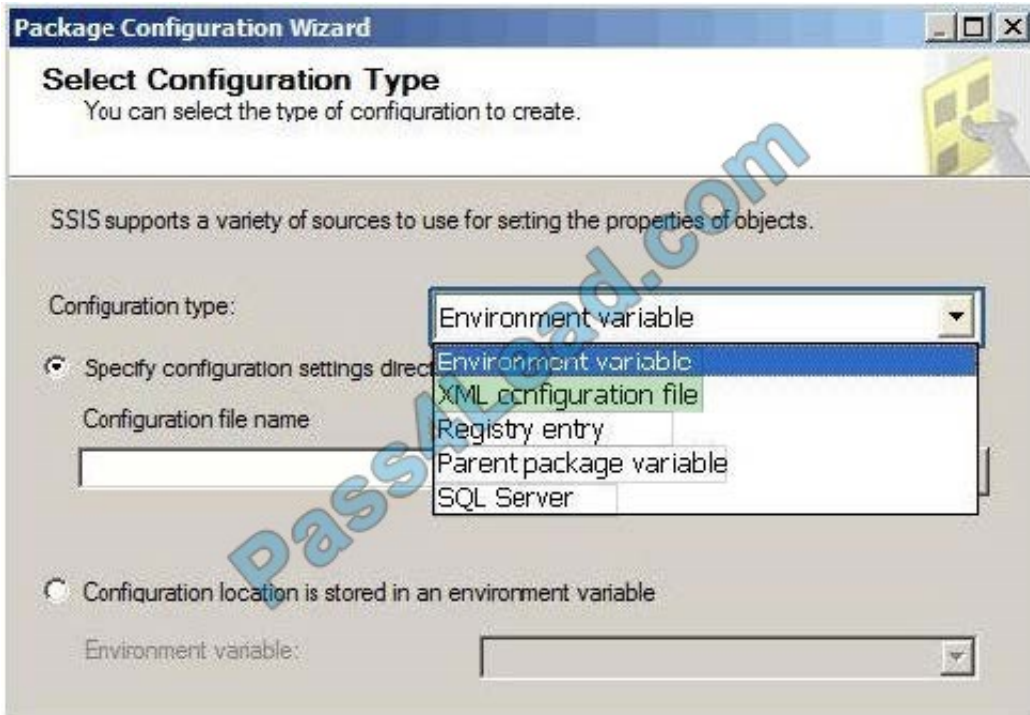 Package Configuration Wizard
Select Configuration Type
You can select the type of configuration to create.
SSIS supports a variety of sources to use for setting the properties of objects.
Configuration type:
Environment variable
Environment variable
XML configuration file
Registry entry
Parent package variable
SQL Server
Specify configuration settings direct
Configuration file name
Configuration location is stored in an environment variable
Environment variable:
Pass4Lead.com